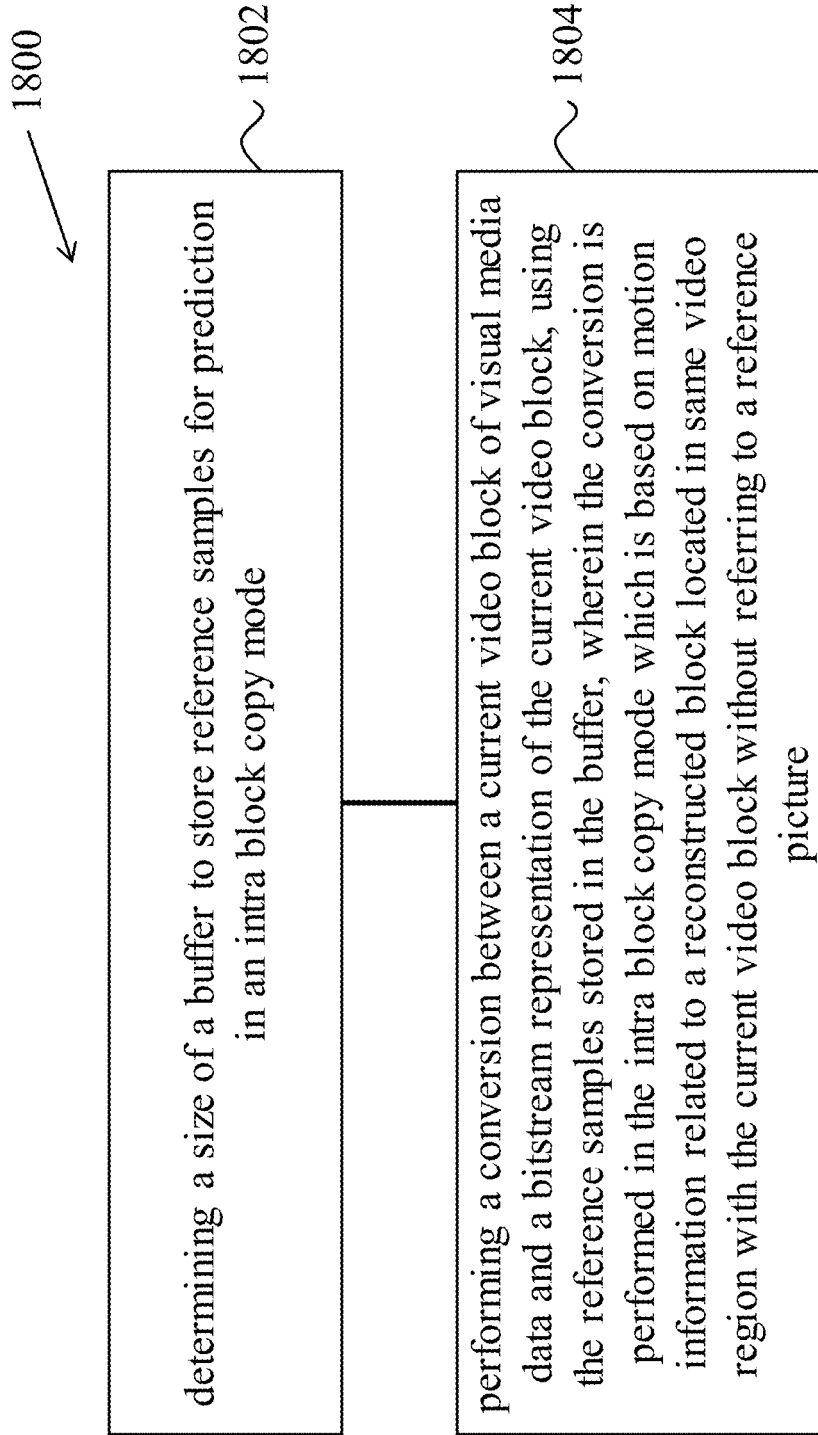 1800
determining a size of a buffer to store reference samples for prediction
in an intra block copy mode
1802
performing a conversion between a current video block of visual media
data and a bitstream representation of the current video block, using
the reference samples stored in the buffer, wherein the conversion is
performed in the intra block copy mode which is based on motion
information related to a reconstructed block located in same video
region with the current video block without referring to a reference
picture
1804